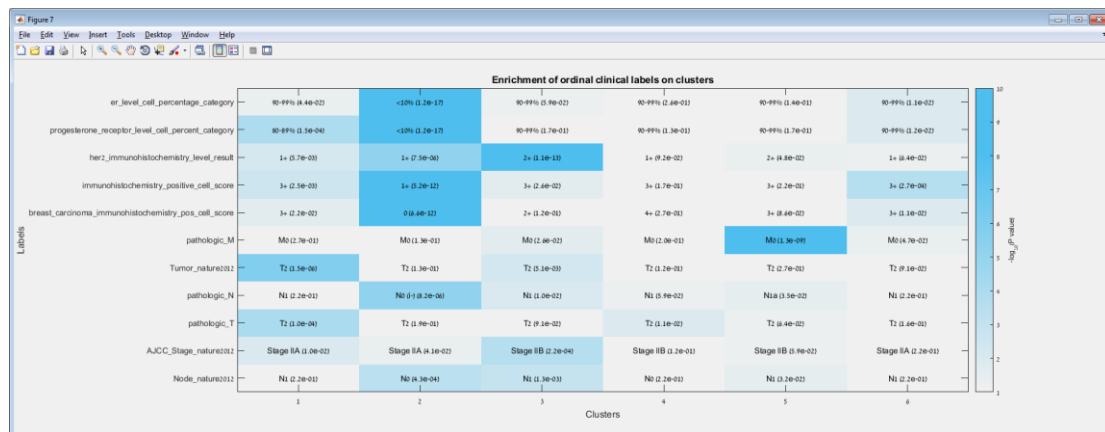 Figure 7
File Edit View Insert Tools Desktop Window Help
Enrichment of ordinal clinical labels on clusters
er_level_cell_percentage_category 90-99% (4.4e-02) <10% (1.2e-17) 90-99% (5.9e-02) 90-99% (2.6e-01) 90-99% (1.4e-01) 90-99% (1.1e-02)
progesterone_receptor_level_cell_percent_category 80-89% (1.5e-04) <10% (1.2e-17) 90-99% (1.7e-01) 90-99% (1.3e-01) 90-99% (1.7e-01) 90-99% (1.2e-02)
her2_immunohistochemistry_level_result 1+ (3.7e-03) 1+ (7.5e-06) 2+ (1.1e-13) 1+ (9.2e-02) 2+ (4.8e-02) 1+ (6.4e-02)
immunohistochemistry_positive_cell_score 3+ (2.5e-03) 1+ (5.2e-12) 3+ (2.6e-02) 3+ (1.7e-01) 3+ (2.2e-01) 3+ (2.7e-04)
breast_carcinoma_immunohistochemistry_pos_cell_score 3+ (2.2e-02) 0 (6.6e-12) 2+ (1.2e-01) 4+ (2.7e-01) 3+ (8.6e-02) 3+ (1.1e-02)
pathologic_M M0 (2.7e-01) M0 (1.3e-01) M0 (2.6e-02) M0 (2.0e-01) M0 (1.3e-09) M0 (4.7e-02)
Tumor_nature2012 T2 (1.5e-06) T2 (1.3e-01) T2 (5.1e-03) T2 (1.2e-01) T2 (2.7e-01) T2 (9.1e-02)
pathologic_N N1 (2.2e-01) N0 (i-) (8.2e-06) N1 (1.0e-02) N1 (5.9e-02) N1a (3.5e-02) N1 (2.2e-01)
pathologic_T T2 (1.0e-04) T2 (1.9e-01) T2 (9.1e-02) T2 (1.1e-02) T2 (6.4e-02) T2 (1.6e-01)
AJCC_Stage_nature2012 Stage IIA (1.0e-02) Stage IIA (4.1e-02) Stage IIB (2.2e-04) Stage IIB (1.2e-01) Stage IIB (5.9e-02) Stage IIA (2.2e-01)
Node_nature2012 N1 (2.2e-01) N0 (4.3e-04) N1 (1.3e-03) N0 (2.2e-01) N1 (3.2e-02) N1 (2.2e-01)
1 2 3 4 5 6
Clusters
Labels
10
9
8
7
6
5
4
3
2
1
-log10(P value)